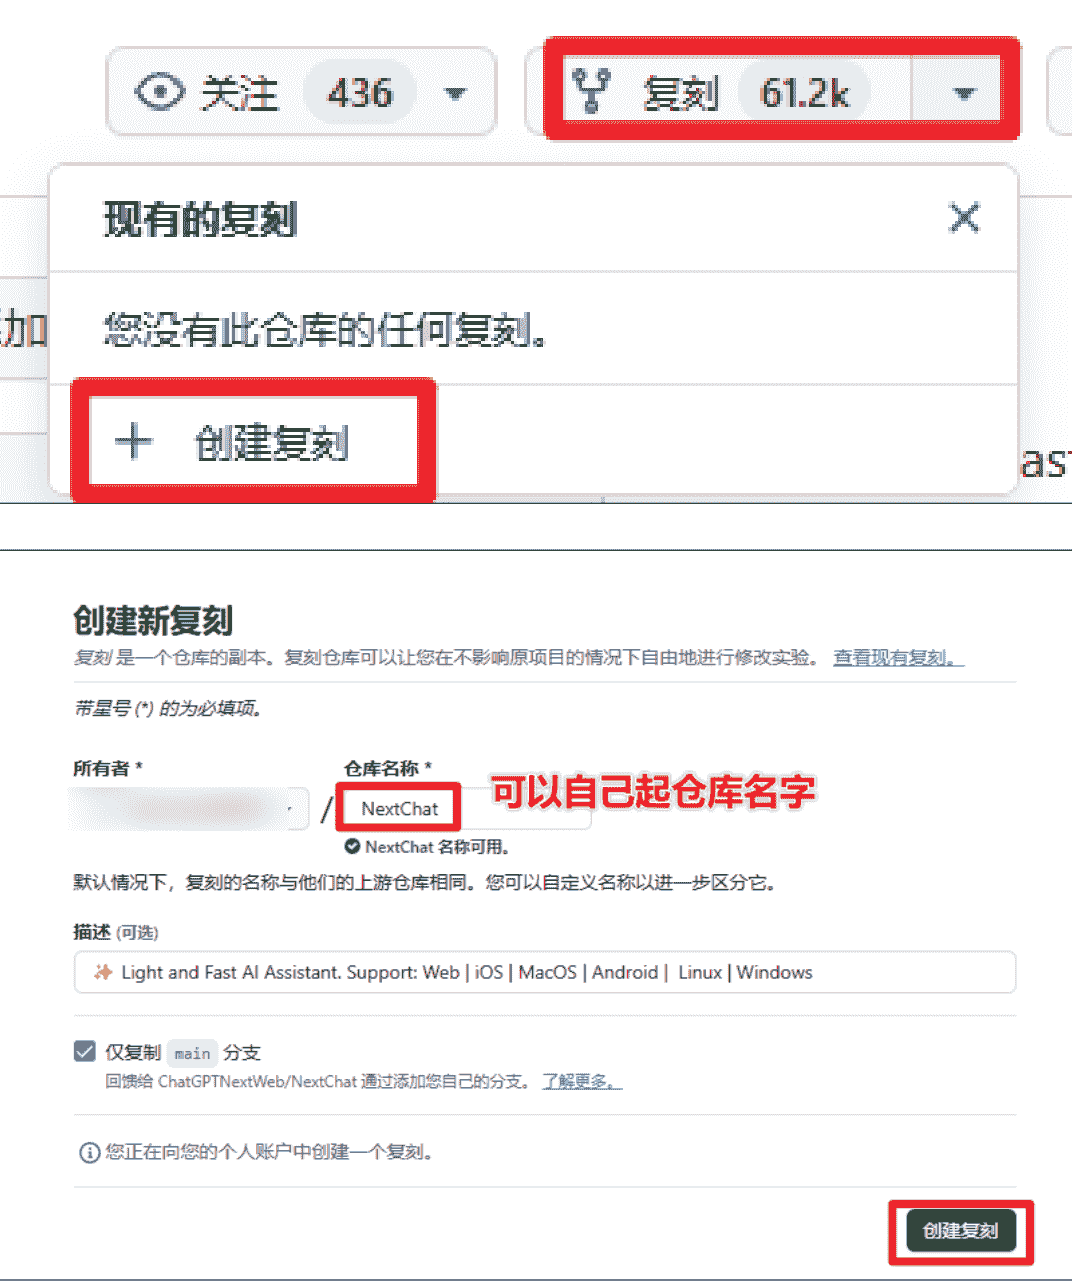 关注 436
复刻 61.2k
现有的复刻
您没有此仓库的任何复刻。
加
创建复刻
as
创建新复刻
复刻 是一个仓库的副本。复刻仓库可以让您在不影响原项目的情况下自由地进行修改实验。 查看现有复刻。
带星号 (*) 的为必填项。
所有者 *
仓库名称 *
/
NextChat
可以自己起仓库名字
NextChat 名称可用。
默认情况下，复刻的名称与他们的上游仓库相同。您可以自定义名称以进一步区分它。
描述 (可选)
Light and Fast AI Assistant. Support: Web | iOS | MacOS | Android | Linux | Windows
仅复制 main 分支
回馈给 ChatGPTNextWeb/NextChat 通过添加您自己的分支。 了解更多。
您正在向您的个人账户中创建一个复刻。
创建复刻